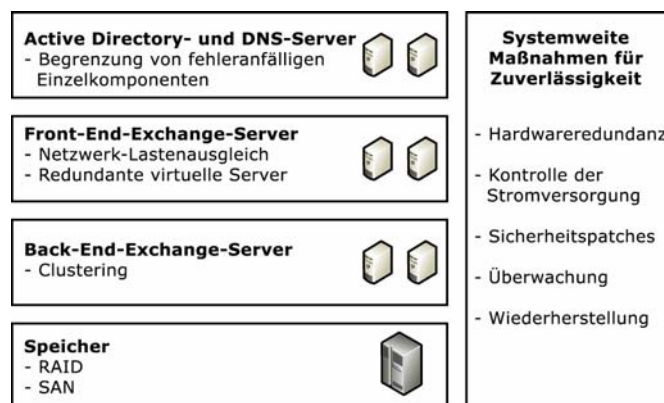 Active Directory- und DNS-Server
- Begrenzung von fehleranfälligen
Einzelkomponenten
Front-End-Exchange-Server
- Netzwerk-Lastenausgleich
- Redundante virtuelle Server
Back-End-Exchange-Server
- Clustering
Speicher
- RAID
- SAN
Systemweite
Maßnahmen für
Zuverlässigkeit
- Hardwareredundanz
- Kontrolle der
Stromversorgung
- Sicherheitspatches
- Überwachung
- Wiederherstellung